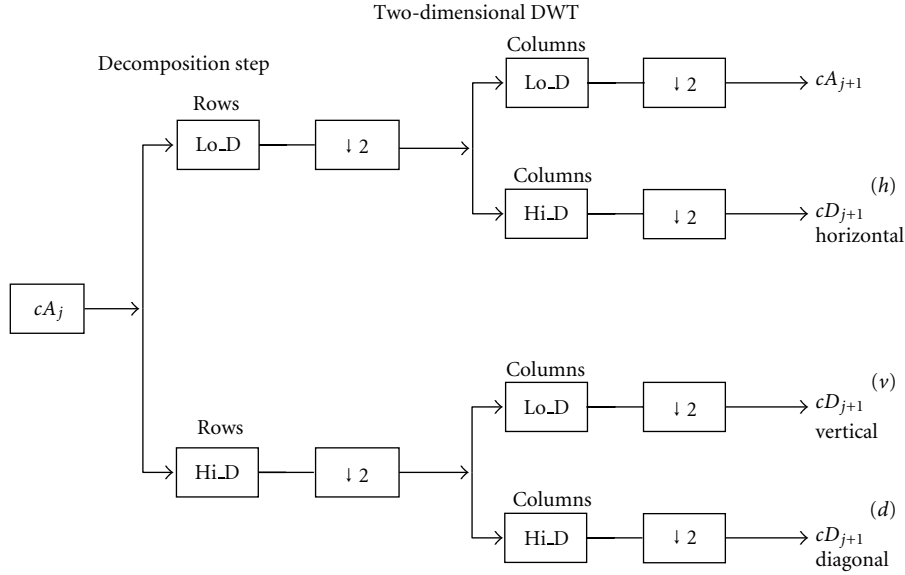 Two-dimensional DWT
Decomposition step
Columns
Lo_D
↓ 2
cA_{j+1}
Rows
Lo_D
↓ 2
Columns
Hi_D
↓ 2
(h)
cD_{j+1}
horizontal
cA_j
Columns
Lo_D
↓ 2
(v)
cD_{j+1}
vertical
Rows
Hi_D
↓ 2
Columns
Hi_D
↓ 2
(d)
cD_{j+1}
diagonal